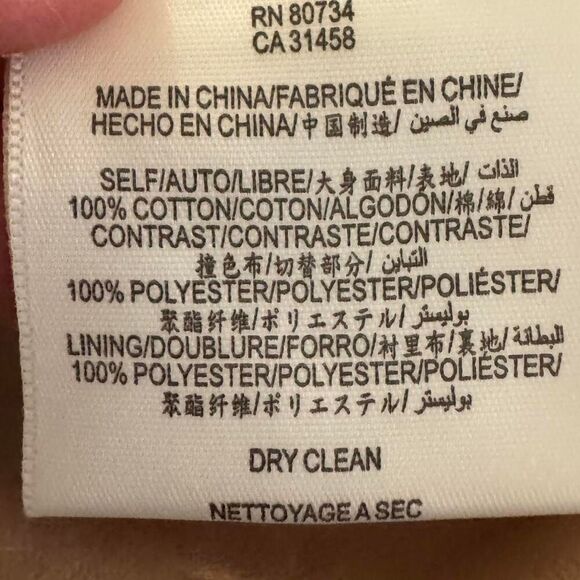 RN 80734
CA 31458
MADE IN CHINA/FABRIQUÉ EN CHINE/
HECHO EN CHINA/中国制造/ صنع في الصين
SELF/AUTO/LIBRE/大身面料/表地/ الذات
100% COTTON/COTON/ALGODÓN/棉/綿/ قطن
CONTRAST/CONTRASTE/CONTRASTE/
撞色布/切替部分/ التباين
100% POLYESTER/POLYESTER/POLIÉSTER/
聚酯纤维/ポリエステル/ بوليستر
LINING/DOUBLURE/FORRO/衬里布/裏地/ البطانة
100% POLYESTER/POLYESTER/POLIÉSTER/
聚酯纤维/ポリエステル/ بوليستر
DRY CLEAN
NETTOYAGE A SEC